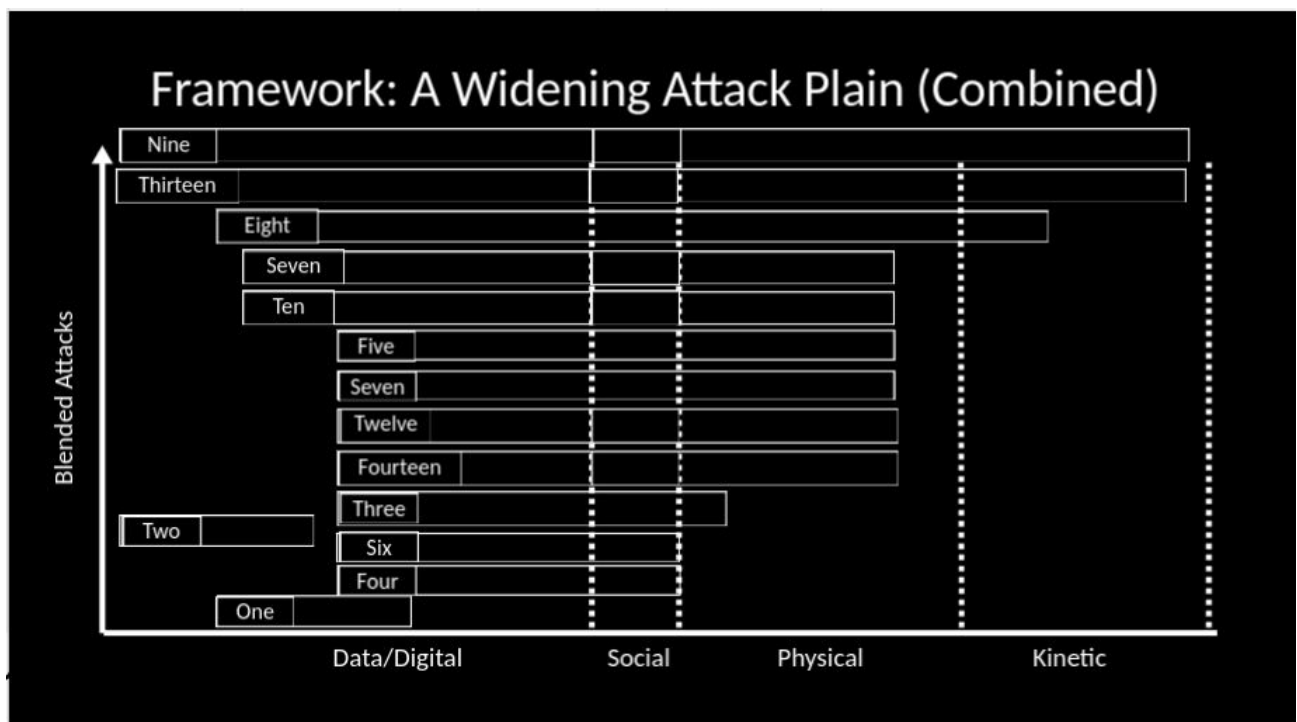 Framework: A Widening Attack Plain (Combined)
Nine
Thirteen
Eight
Seven
Ten
Five
Seven
Twelve
Fourteen
Three
Two
Six
Four
One
Blended Attacks
Data/Digital Social Physical Kinetic